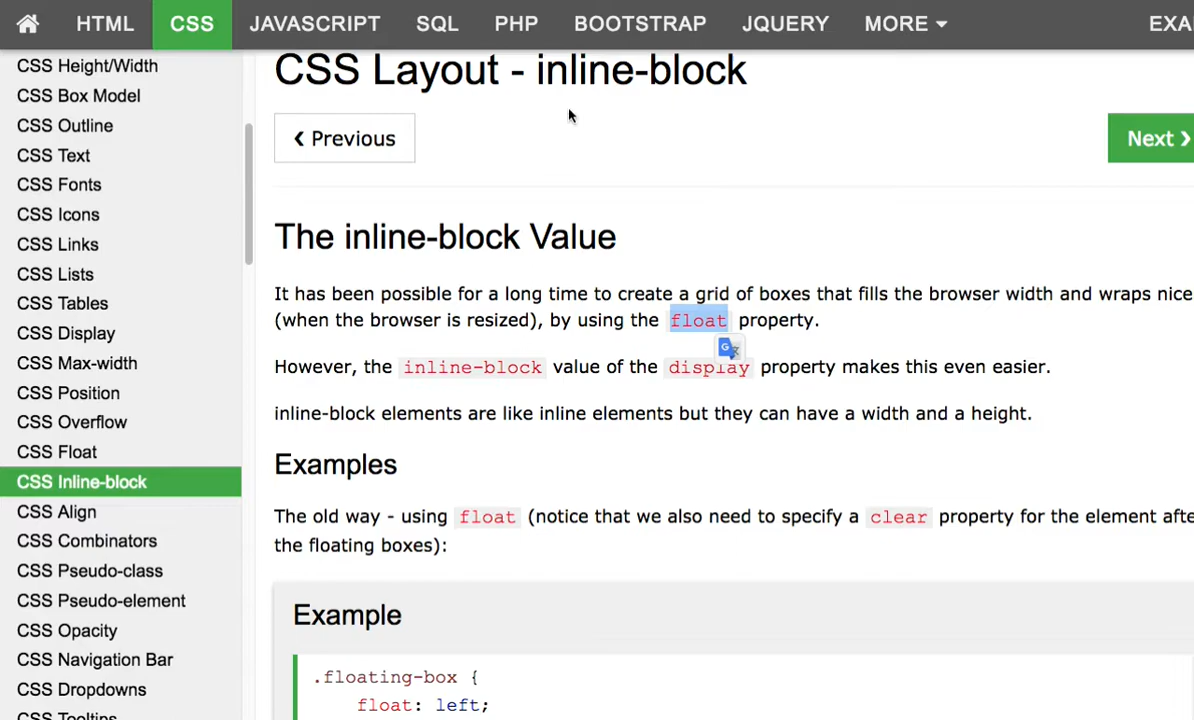 HTML CSS JAVASCRIPT SQL PHP BOOTSTRAP JQUERY MORE EXA
CSS Height/Width
CSS Box Model
CSS Outline
CSS Text
CSS Fonts
CSS Icons
CSS Links
CSS Lists
CSS Tables
CSS Display
CSS Max-width
CSS Position
CSS Overflow
CSS Float
CSS Inline-block
CSS Align
CSS Combinators
CSS Pseudo-class
CSS Pseudo-element
CSS Opacity
CSS Navigation Bar
CSS Dropdowns
CSS Tooltips
CSS Layout - inline-block
❮ Previous
Next ❯
The inline-block Value
It has been possible for a long time to create a grid of boxes that fills the browser width and wraps nice
(when the browser is resized), by using the float property.
However, the inline-block value of the display property makes this even easier.
inline-block elements are like inline elements but they can have a width and a height.
Examples
The old way - using float (notice that we also need to specify a clear property for the element afte
the floating boxes):
Example
.floating-box {
float: left;